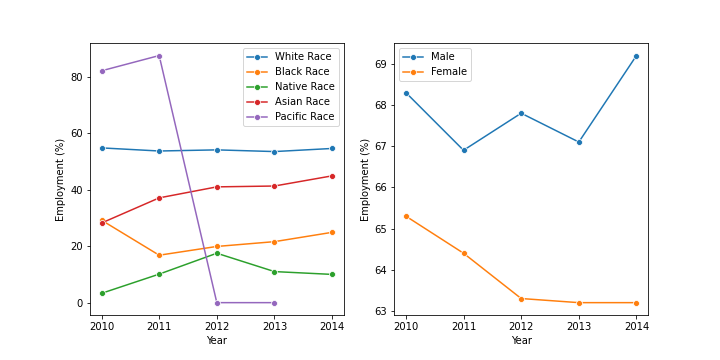 White Race
Black Race
Native Race
Asian Race
Pacific Race
80
60
40
20
0
Employment (%)
2010 2011 2012 2013 2014
Year
Male
Female
69
68
67
66
65
64
63
Employment (%)
2010 2011 2012 2013 2014
Year